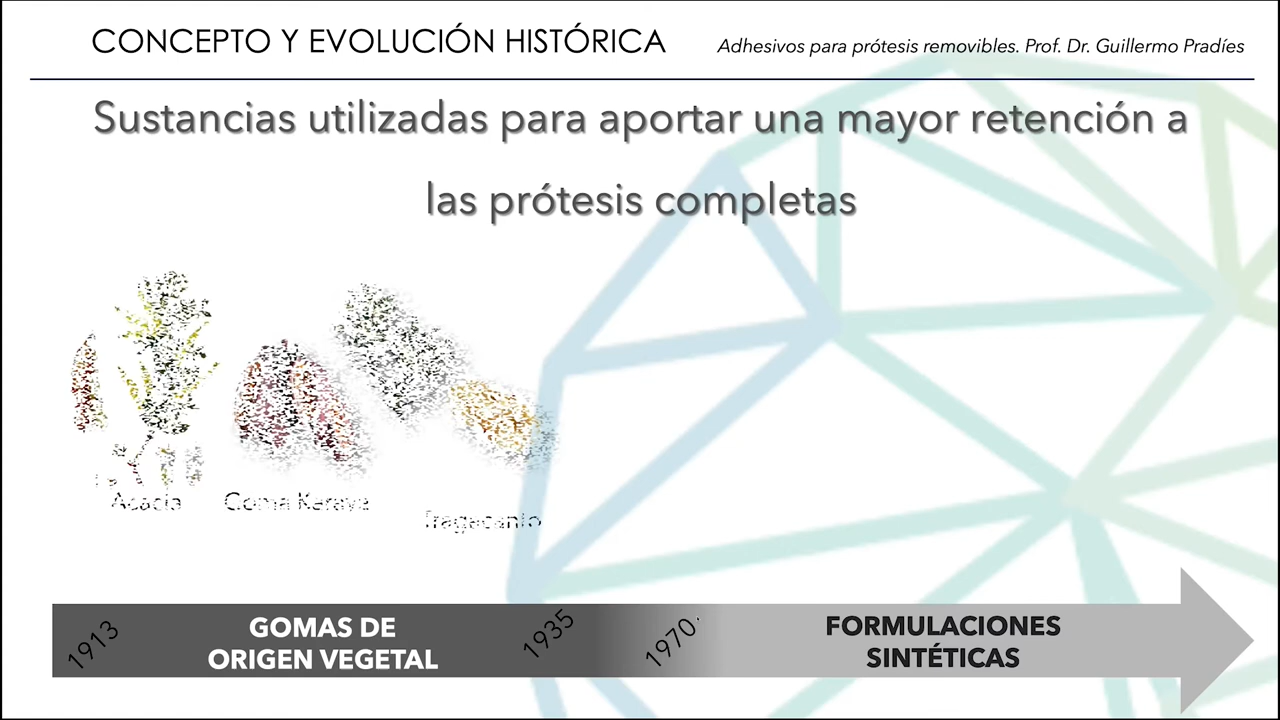 CONCEPTO Y EVOLUCIÓN HISTÓRICA
Adhesivos para prótesis removibles. Prof. Dr. Guillermo Pradíes
Sustancias utilizadas para aportar una mayor retención a
las prótesis completas
Acacia
Goma Karaya
Tragacanto
1913
GOMAS DE
ORIGEN VEGETAL
1935
1970
FORMULACIONES
SINTÉTICAS